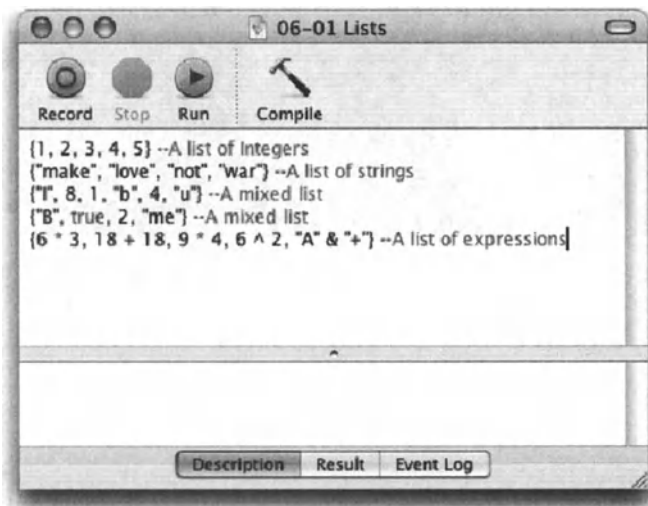 06-01 Lists
Record Stop Run Compile
{1, 2, 3, 4, 5} --A list of integers
{"make", "love", "not", "war"} --A list of strings
{"I", 8, 1, "b", 4, "u"} --A mixed list
{"B", true, 2, "me"} --A mixed list
{6 * 3, 18 + 18, 9 * 4, 6 ^ 2, "A" & "+"} --A list of expressions
Description Result Event Log